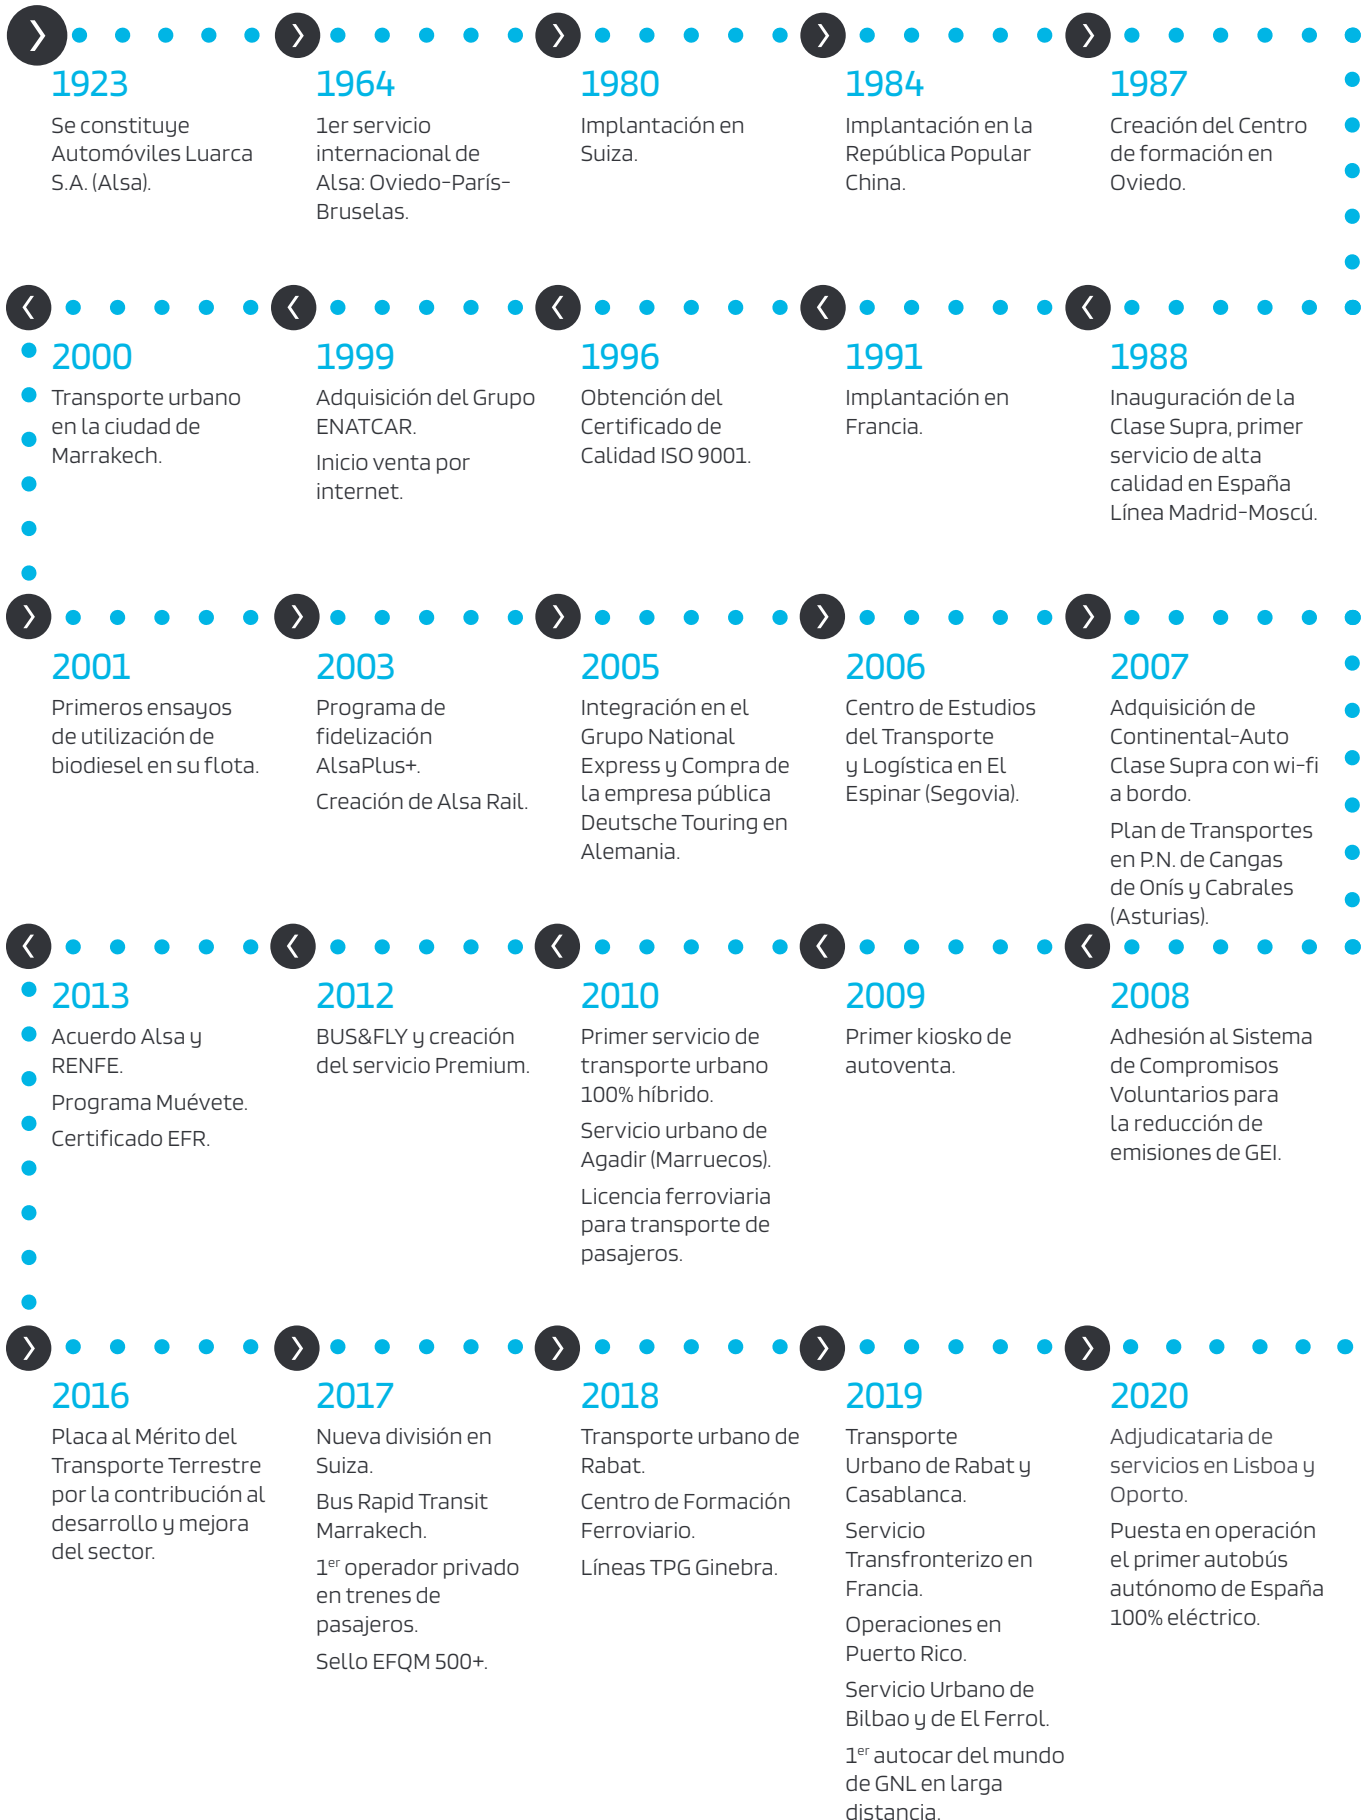 1923
Se constituye
Automóviles Luarca
S.A. (Alsa).
1964
1er servicio
internacional de
Alsa: Oviedo-París-
Bruselas.
1980
Implantación en
Suiza.
1984
Implantación en la
República Popular
China.
1987
Creación del Centro
de formación en
Oviedo.
1988
Inauguración de la
Clase Supra, primer
servicio de alta
calidad en España
Línea Madrid-Moscú.
1991
Implantación en
Francia.
1996
Obtención del
Certificado de
Calidad ISO 9001.
1999
Adquisición del Grupo
ENATCAR.
Inicio venta por
internet.
2000
Transporte urbano
en la ciudad de
Marrakech.
2001
Primeros ensayos
de utilización de
biodiesel en su flota.
2003
Programa de
fidelización
AlsaPlus+.
Creación de Alsa Rail.
2005
Integración en el
Grupo National
Express y Compra de
la empresa pública
Deutsche Touring en
Alemania.
2006
Centro de Estudios
del Transporte
y Logística en El
Espinar (Segovia).
2007
Adquisición de
Continental-Auto
Clase Supra con wi-fi
a bordo.
Plan de Transportes
en P.N. de Cangas
de Onís y Cabrales
(Asturias).
2008
Adhesión al Sistema
de Compromisos
Voluntarios para
la reducción de
emisiones de GEI.
2009
Primer kiosko de
autoventa.
2010
Primer servicio de
transporte urbano
100% híbrido.
Servicio urbano de
Agadir (Marruecos).
Licencia ferroviaria
para transporte de
pasajeros.
2012
BUS&FLY y creación
del servicio Premium.
2013
Acuerdo Alsa y
RENFE.
Programa Muévete.
Certificado EFR.
2016
Placa al Mérito del
Transporte Terrestre
por la contribución al
desarrollo y mejora
del sector.
2017
Nueva división en
Suiza.
Bus Rapid Transit
Marrakech.
1er operador privado
en trenes de
pasajeros.
Sello EFQM 500+.
2018
Transporte urbano de
Rabat.
Centro de Formación
Ferroviario.
Líneas TPG Ginebra.
2019
Transporte
Urbano de Rabat y
Casablanca.
Servicio
Transfronterizo en
Francia.
Operaciones en
Puerto Rico.
Servicio Urbano de
Bilbao y de El Ferrol.
1er autocar del mundo
de GNL en larga
distancia.
2020
Adjudicataria de
servicios en Lisboa y
Oporto.
Puesta en operación
el primer autobús
autónomo de España
100% eléctrico.